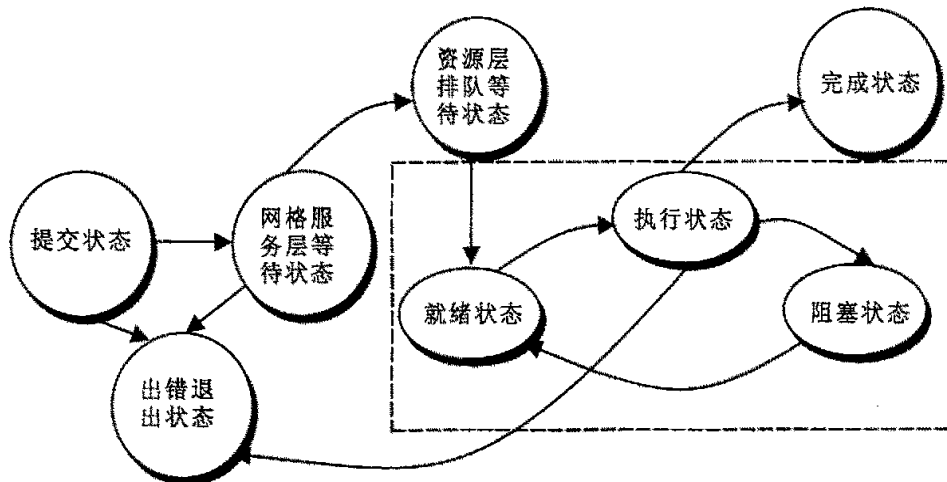 资源层
排队等
待状态
完成状态
提交状态
网格服
务层等
待状态
执行状态
就绪状态
阻塞状态
出错退
出状态